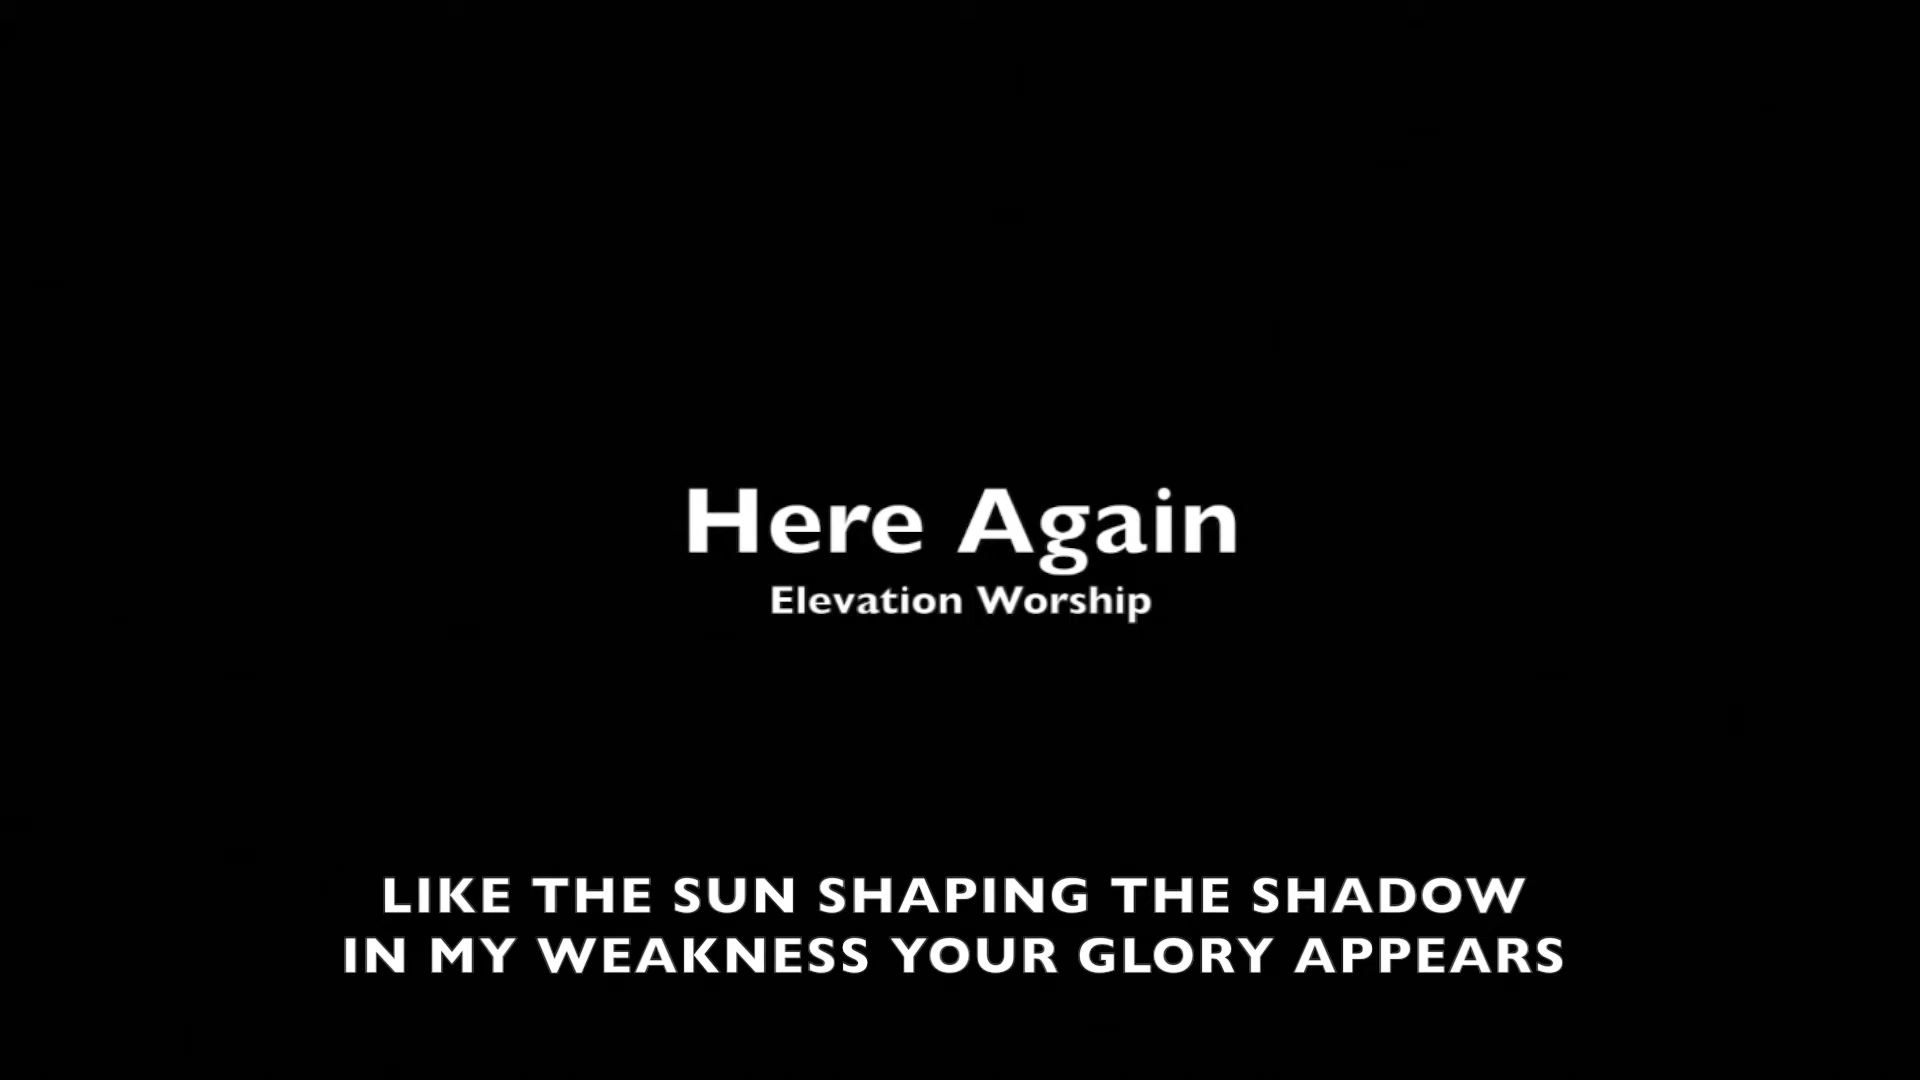 Here Again
Elevation Worship
LIKE THE SUN SHAPING THE SHADOW
IN MY WEAKNESS YOUR GLORY APPEARS